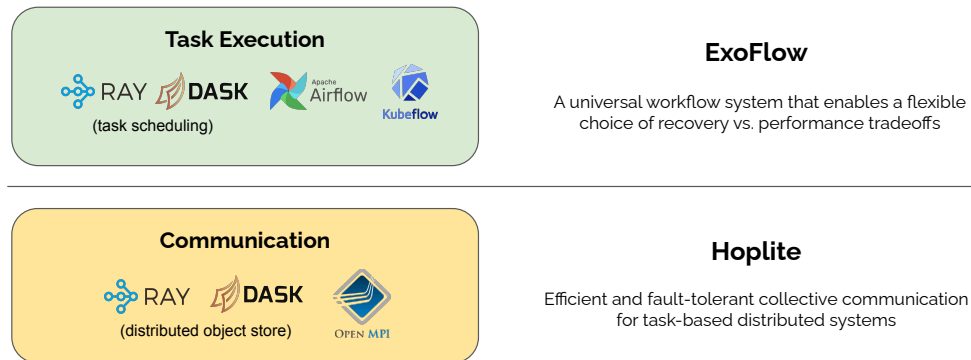 Task Execution
RAY DASK Apache Airflow Kubeflow
(task scheduling)
ExoFlow
A universal workflow system that enables a flexible
choice of recovery vs. performance tradeoffs
Communication
RAY DASK
(distributed object store)
OPEN MPI
Hoplite
Efficient and fault-tolerant collective communication
for task-based distributed systems